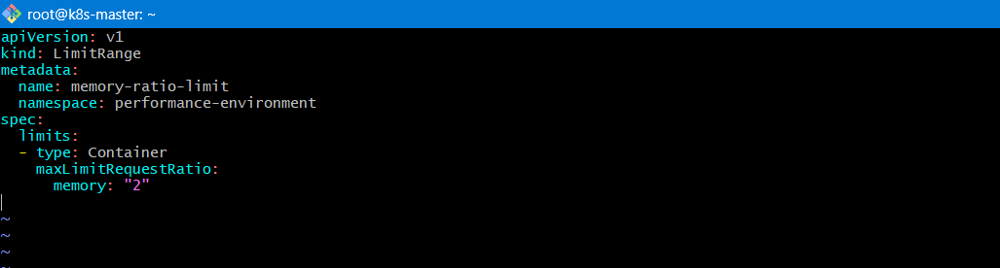 root@k8s-master: ~
apiVersion: v1
kind: LimitRange
metadata:
  name: memory-ratio-limit
  namespace: performance-environment
spec:
  limits:
  - type: Container
    maxLimitRequestRatio:
      memory: "2"
~
~
~
~